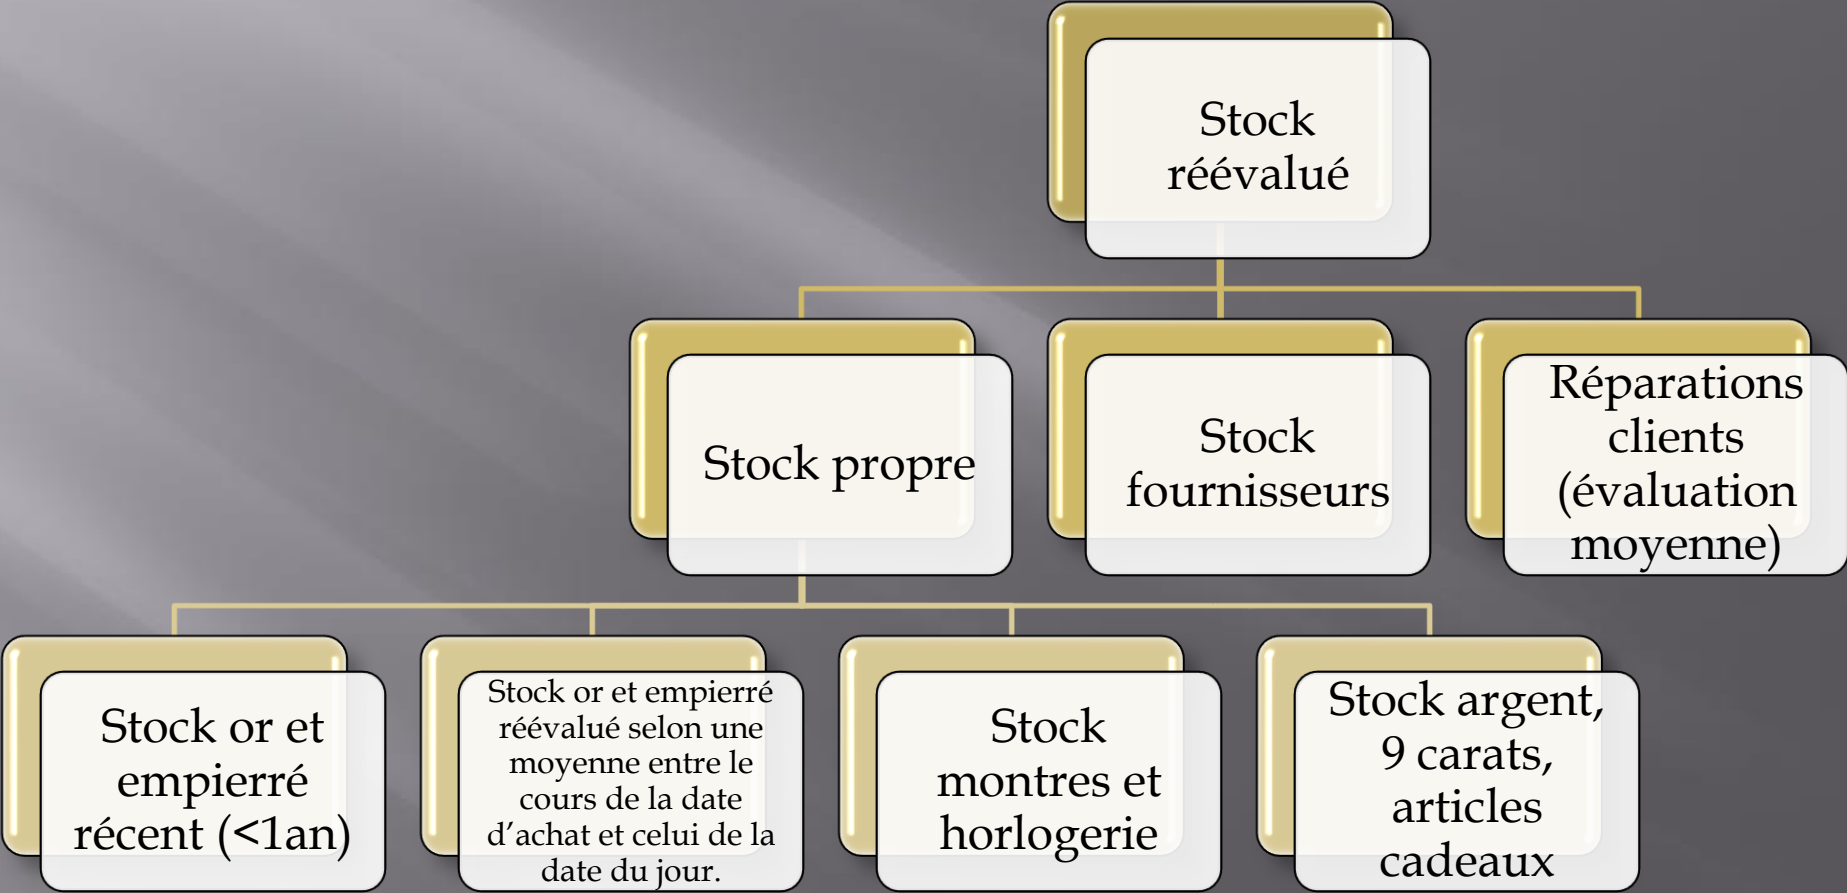 Stock
réévalué
Stock propre
Stock
fournisseurs
Réparations
clients
(évaluation
moyenne)
Stock or et
empierré
récent (<1an)
Stock or et empierré
réévalué selon une
moyenne entre le
cours de la date
d’achat et celui de la
date du jour.
Stock
montres et
horlogerie
Stock argent,
9 carats,
articles
cadeaux